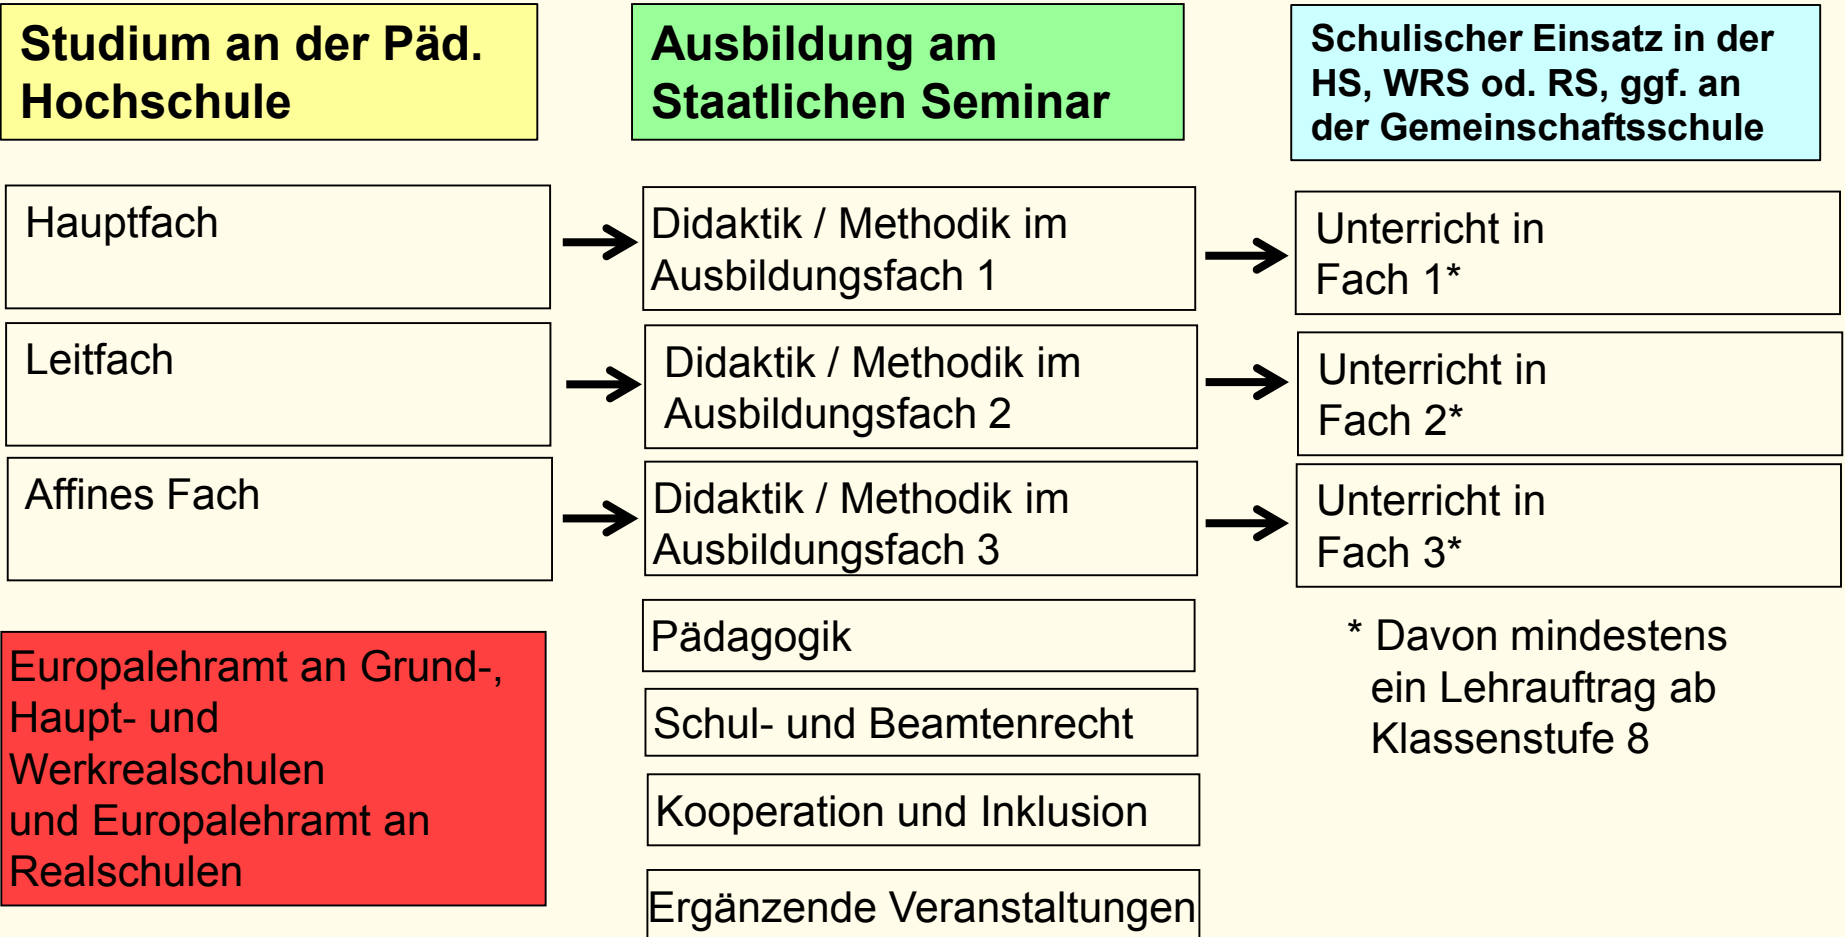 Studium an der Päd.
Hochschule
Ausbildung am
Staatlichen Seminar
Schulischer Einsatz in der
HS, WRS od. RS, ggf. an
der Gemeinschaftsschule
Hauptfach
Didaktik / Methodik im
Ausbildungsfach 1
Unterricht in
Fach 1*
Leitfach
Didaktik / Methodik im
Ausbildungsfach 2
Unterricht in
Fach 2*
Affines Fach
Didaktik / Methodik im
Ausbildungsfach 3
Unterricht in
Fach 3*
Europalehramt an Grund-,
Haupt- und
Werkrealschulen
und Europalehramt an
Realschulen
Pädagogik
Schul- und Beamtenrecht
Kooperation und Inklusion
Ergänzende Veranstaltungen
* Davon mindestens
ein Lehrauftrag ab
Klassenstufe 8